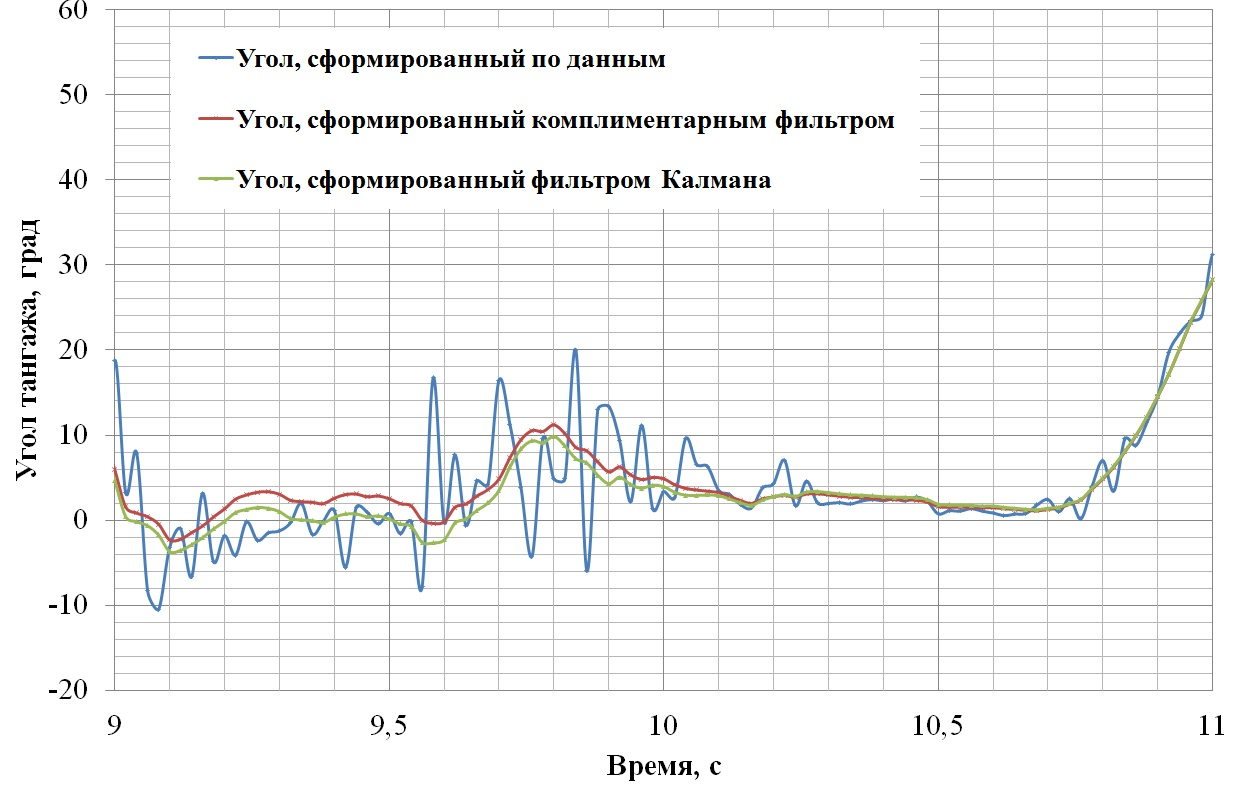 60
50
40
30
20
10
0
-10
-20
Угол тангажа, град
Угол, сформированный по данным
Угол, сформированный комплиментарным фильтром
Угол, сформированный фильтром Калмана
9
9,5
10
10,5
11
Время, с